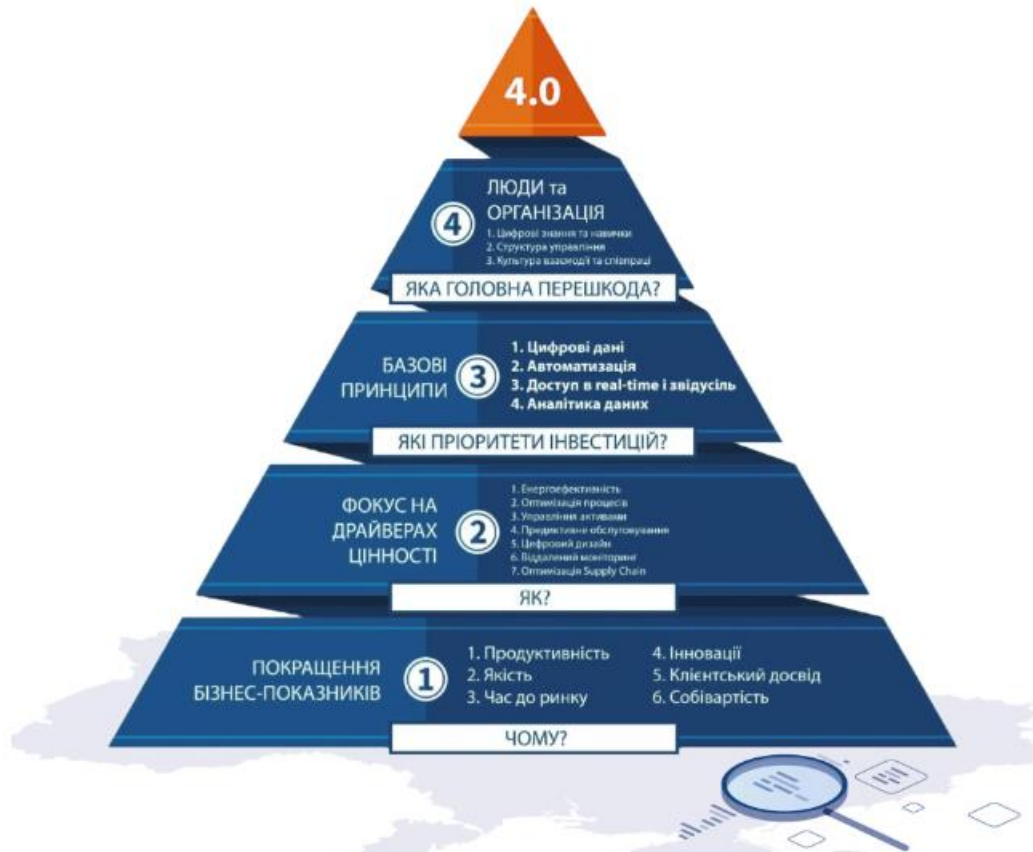 4.0
ЛЮДИ та
ОРГАНІЗАЦІЯ
4
1. Цифрові знання та навички
2. Структура управління
3. Культура взаємодії та співпраці
ЯКА ГОЛОВНА ПЕРЕШКОДА?
БАЗОВІ
ПРИНЦИПИ
3
1. Цифрові дані
2. Автоматизація
3. Доступ в real-time і звідусіль
4. Аналітика даних
ЯКІ ПРІОРИТЕТИ ІНВЕСТИЦІЙ?
ФОКУС НА
ДРАЙВЕРАХ
ЦІННОСТІ
2
1. Енергоефективність
2. Оптимізація процесів
3. Управління активами
4. Предиктивне обслуговування
5. Цифровий дизайн
6. Віддалений моніторинг
7. Оптимізація Supply Chain
ЯК?
ПОКРАЩЕННЯ
БІЗНЕС-ПОКАЗНИКІВ
1
1. Продуктивність
2. Якість
3. Час до ринку
4. Інновації
5. Клієнтський досвід
6. Собівартість
ЧОМУ?